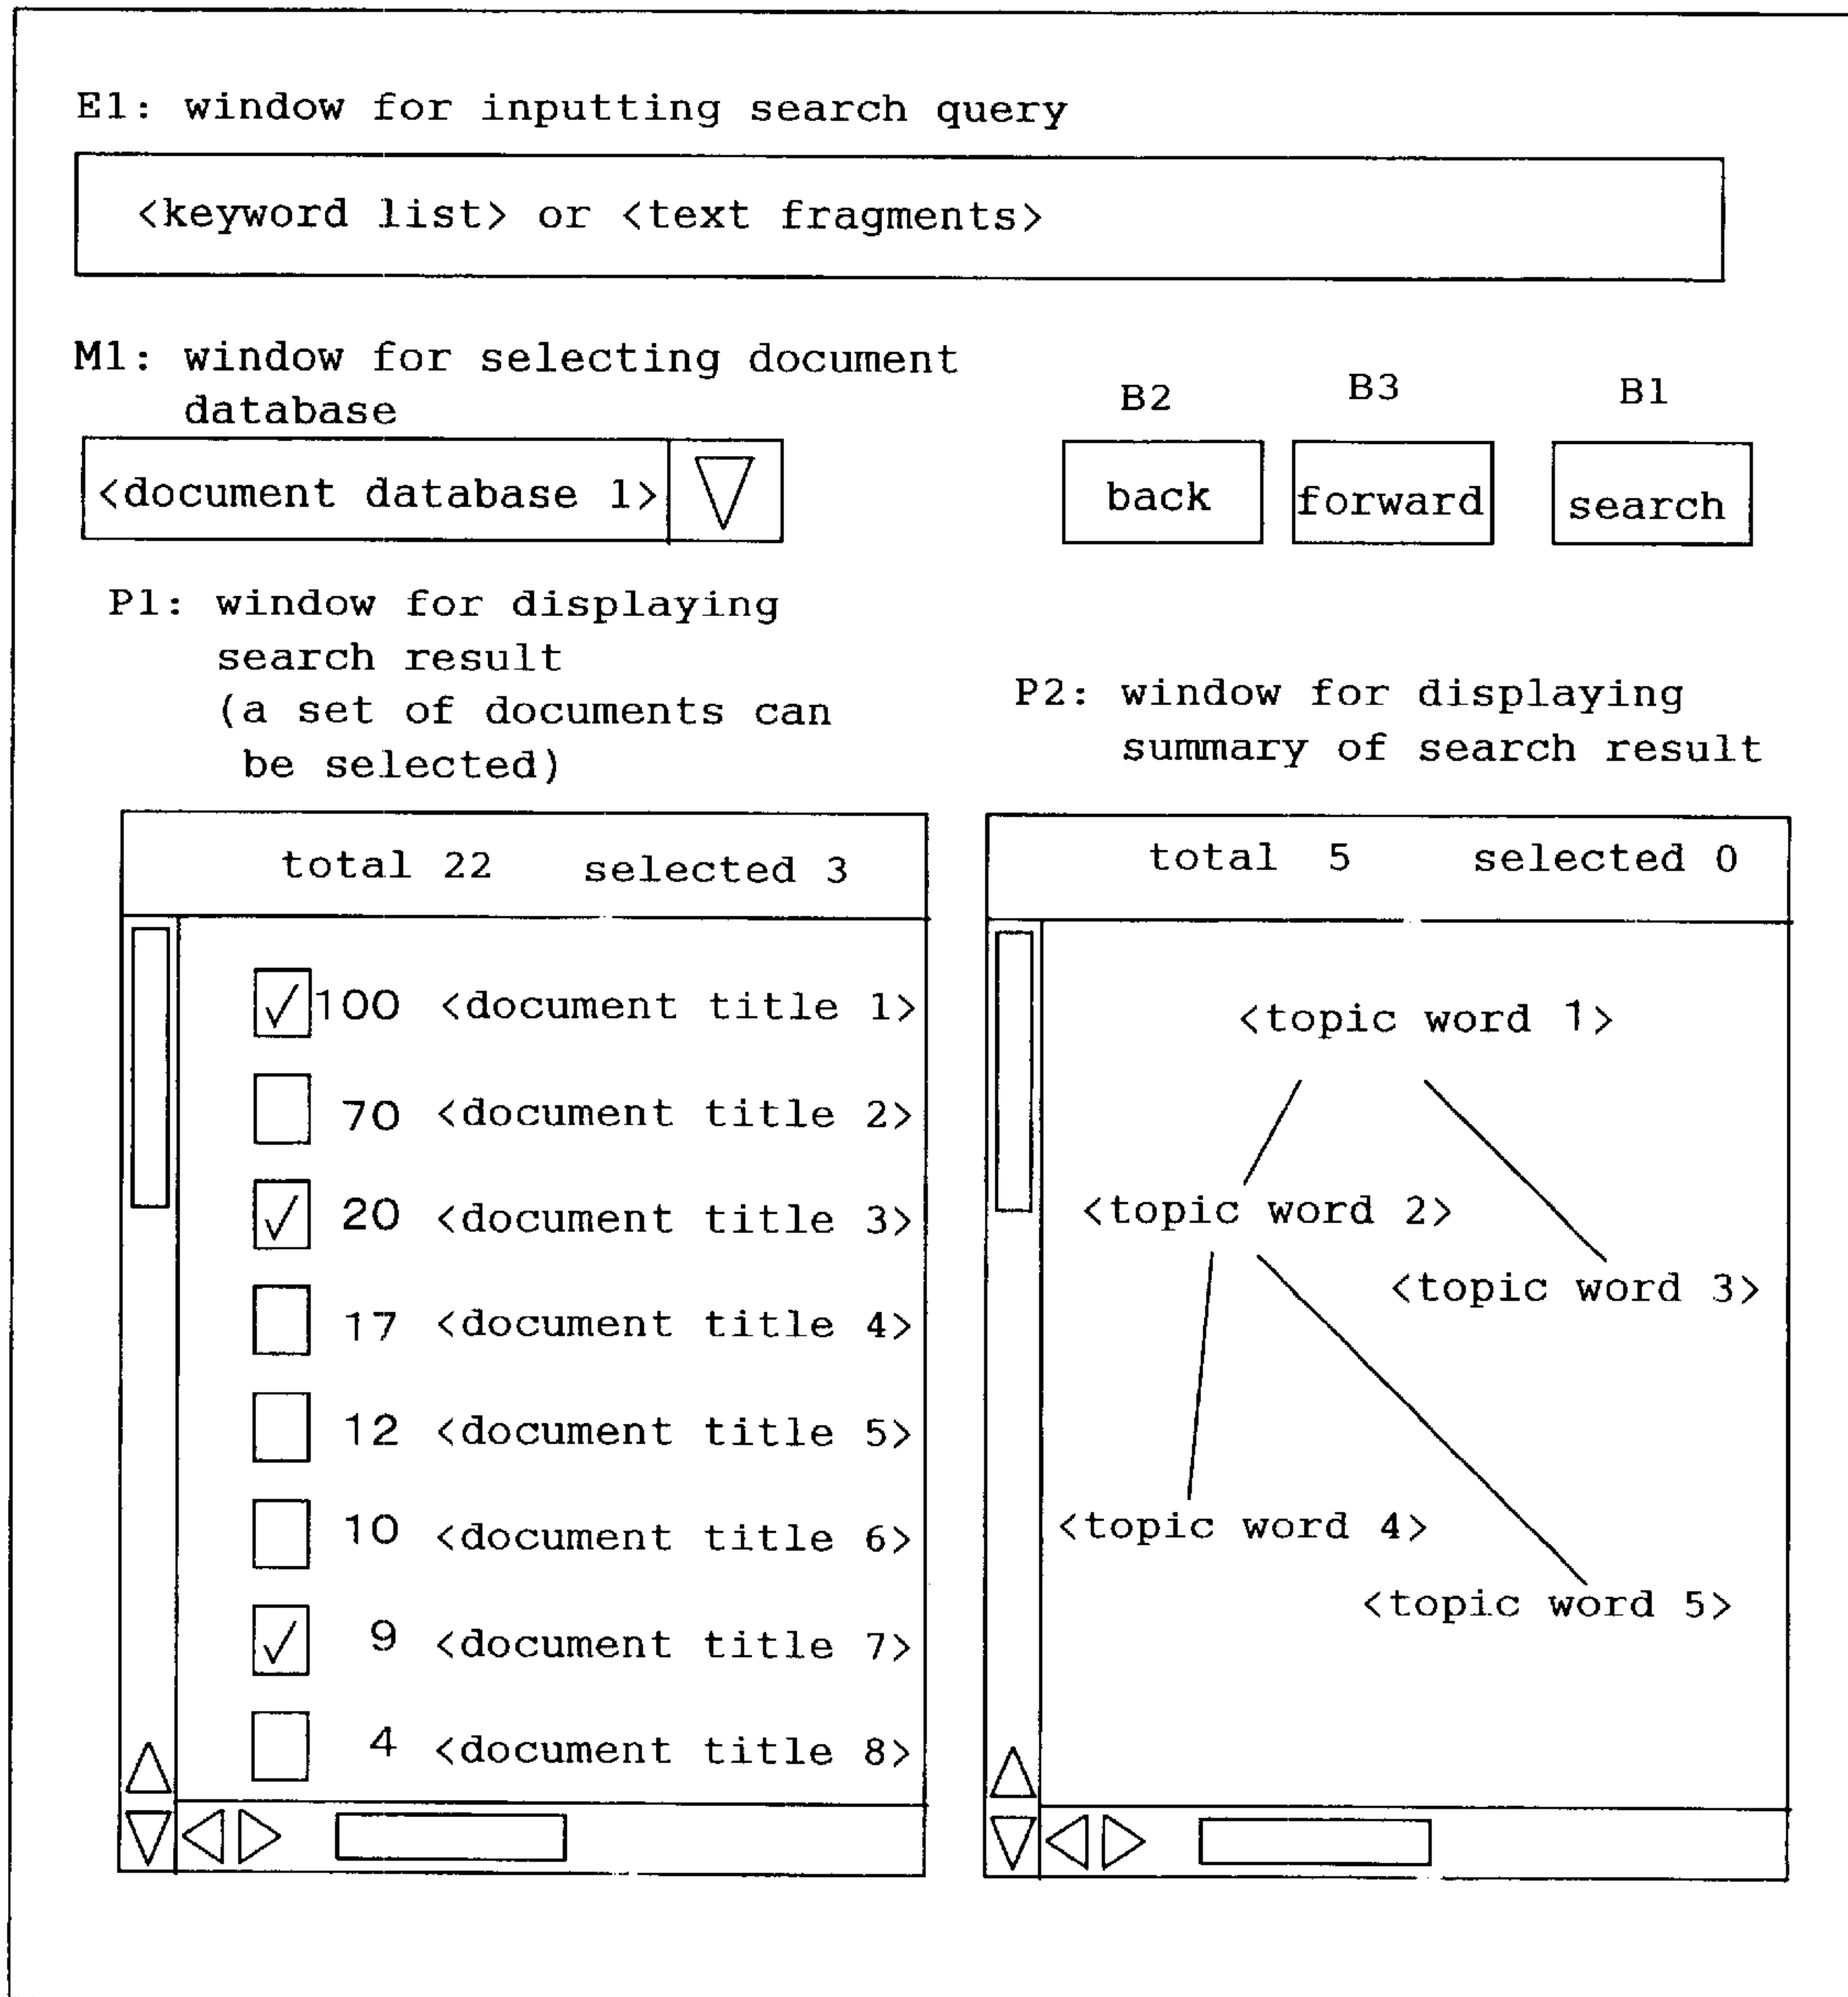 E1: window for inputting search query
<keyword list> or <text fragments>
M1: window for selecting document
database
<document database 1>
B2
B3
B1
back
forward
search
P1: window for displaying
search result
(a set of documents can
be selected)
P2: window for displaying
summary of search result
total 22 selected 3
100 <document title 1>
70 <document title 2>
20 <document title 3>
17 <document title 4>
12 <document title 5>
10 <document title 6>
9 <document title 7>
4 <document title 8>
total 5 selected 0
<topic word 1>
<topic word 2>
<topic word 3>
<topic word 4>
<topic word 5>